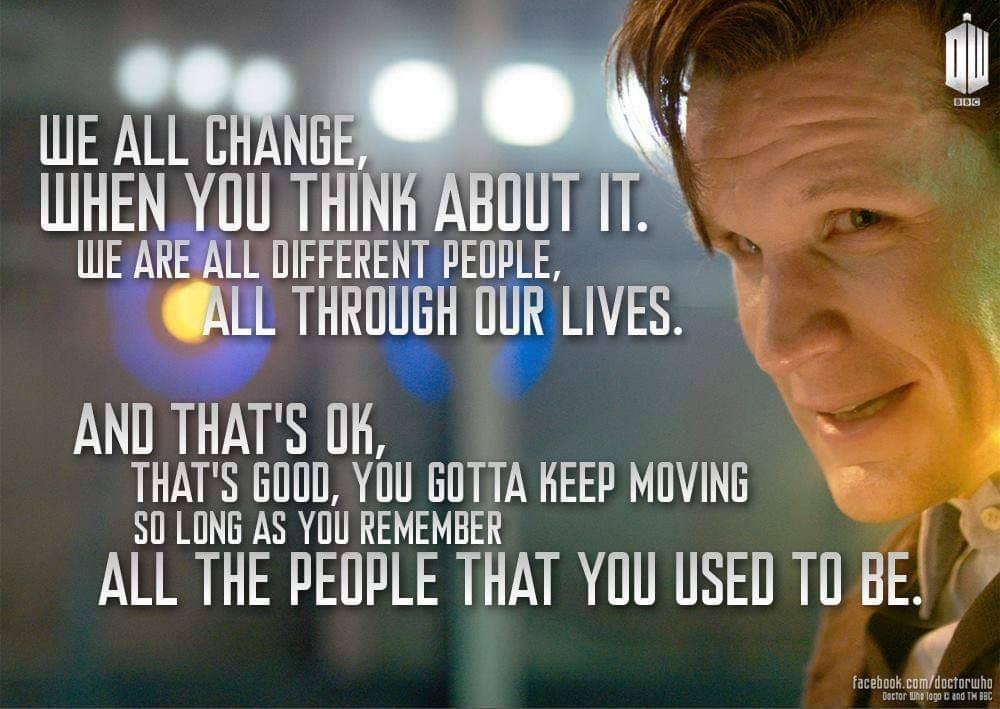 DW
BBC
WE ALL CHANGE,
WHEN YOU THINK ABOUT IT.
WE ARE ALL DIFFERENT PEOPLE,
ALL THROUGH OUR LIVES.
AND THAT'S OK,
THAT'S GOOD, YOU GOTTA KEEP MOVING
SO LONG AS YOU REMEMBER
ALL THE PEOPLE THAT YOU USED TO BE.
facebook.com/doctorwho
Doctor Who logo © and TM BBC